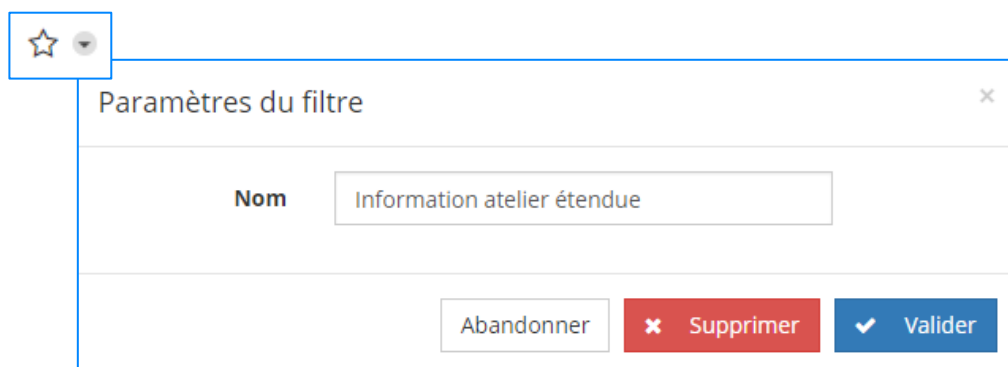 Paramètres du filtre
Nom Information atelier étendue
Abandonner Supprimer Valider